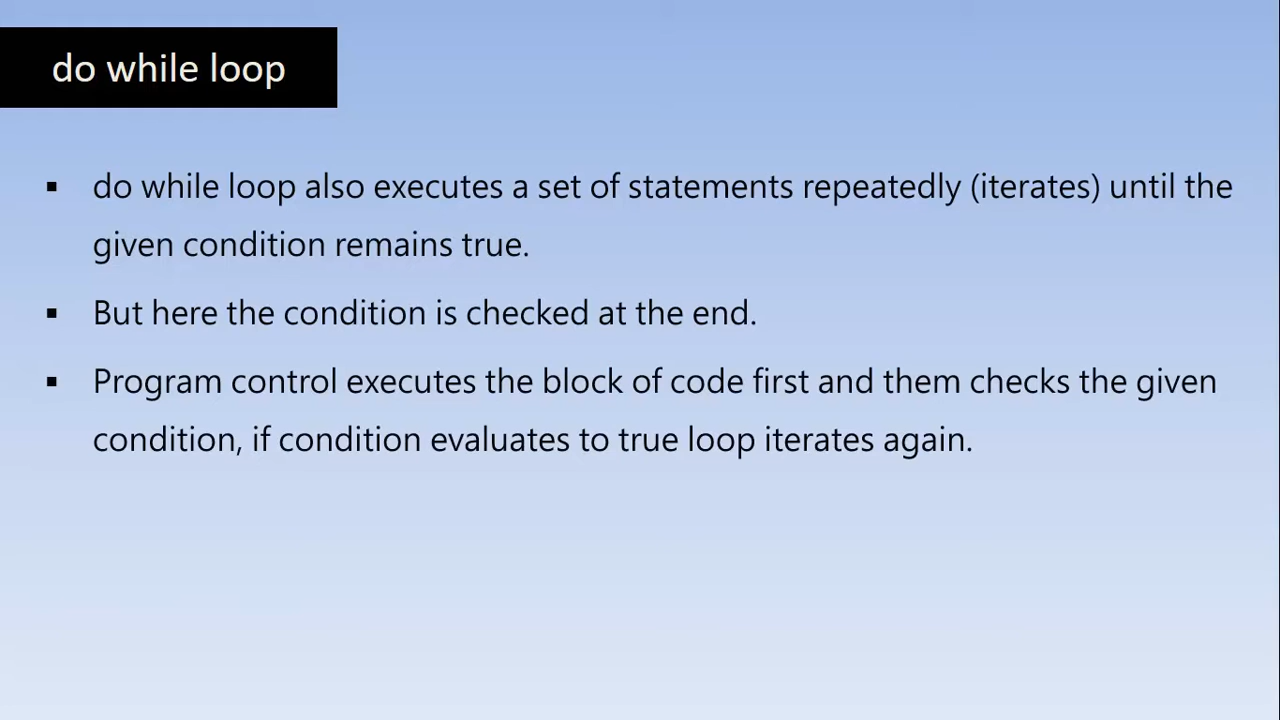 do while loop
▪ do while loop also executes a set of statements repeatedly (iterates) until the
given condition remains true.
▪ But here the condition is checked at the end.
▪ Program control executes the block of code first and them checks the given
condition, if condition evaluates to true loop iterates again.